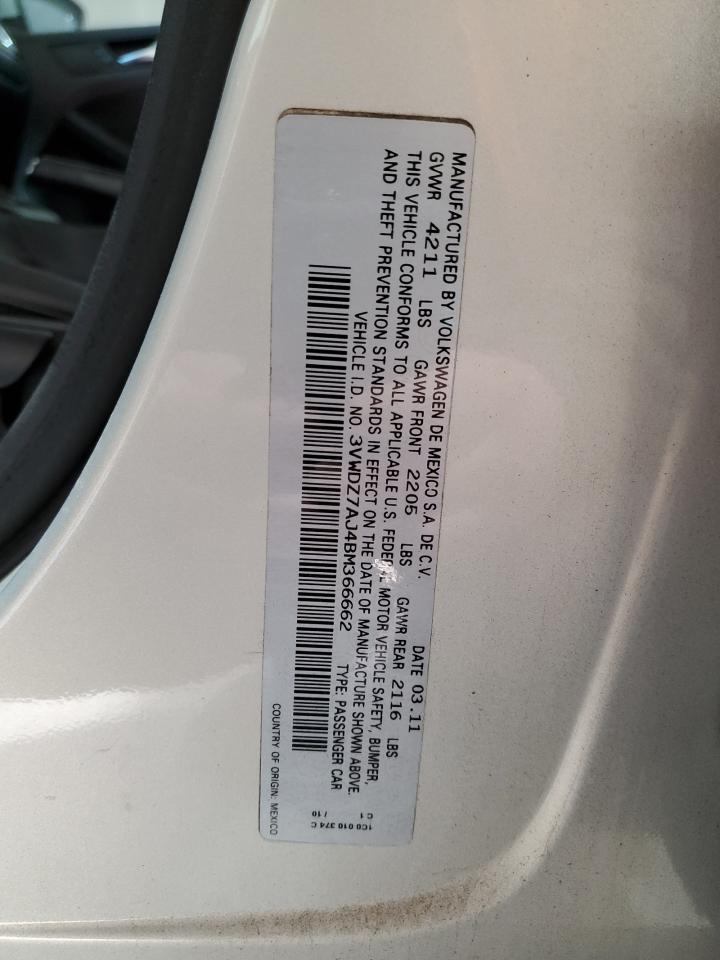 MANUFACTURED BY VOLKSWAGEN DE MEXICO S.A. DE C.V. DATE 03.11
GVWR 4211 LBS GAWR FRONT 2205 LBS GAWR REAR 2116 LBS
THIS VEHICLE CONFORMS TO ALL APPLICABLE U.S. FEDERAL MOTOR VEHICLE SAFETY, BUMPER,
AND THEFT PREVENTION STANDARDS IN EFFECT ON THE DATE OF MANUFACTURE SHOWN ABOVE.
VEHICLE I.D. NO. 3VWDZ7AJ4BM366662 TYPE: PASSENGER CAR
COUNTRY OF ORIGIN: MEXICO
1C0 010 374 C
/10 G 1